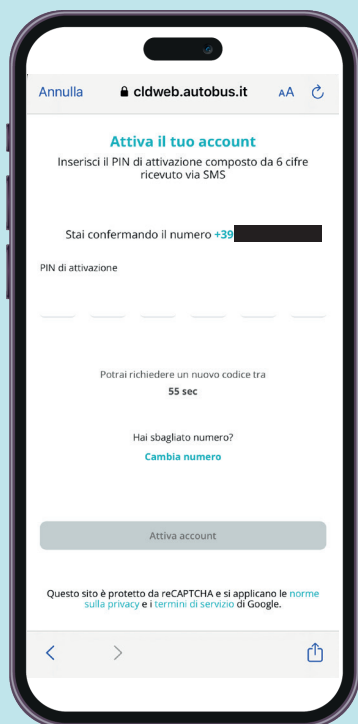 Annulla cldweb.autobus.it AA
Attiva il tuo account
Inserisci il PIN di attivazione composto da 6 cifre
ricevuto via SMS
Stai confermando il numero +39
PIN di attivazione
Potrai richiedere un nuovo codice tra
55 sec
Hai sbagliato numero?
Cambia numero
Attiva account
Questo sito è protetto da reCAPTCHA e si applicano le norme
sulla privacy e i termini di servizio di Google.